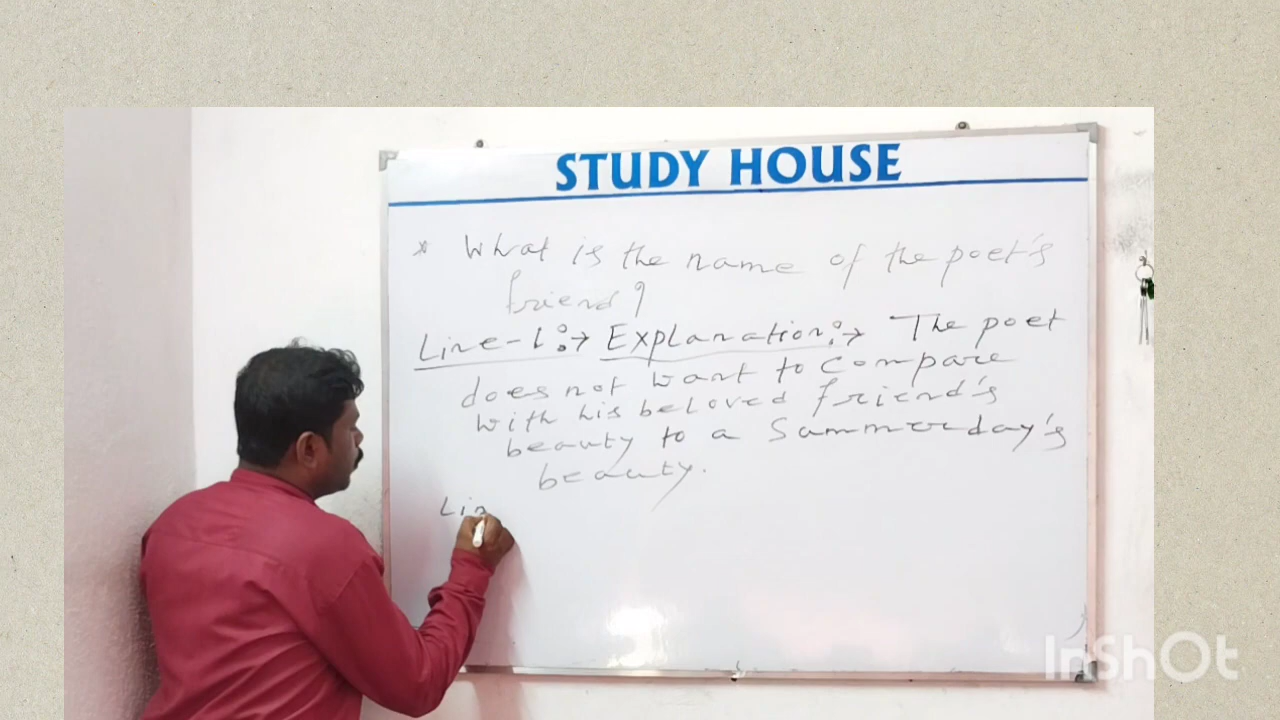 STUDY HOUSE
* What is the name of the poet's
friend?
Line-1:→ Explanation:→ The poet
does not want to compare
with his beloved friend's
beauty to a Summerday's
beauty.
Lin
InShOt